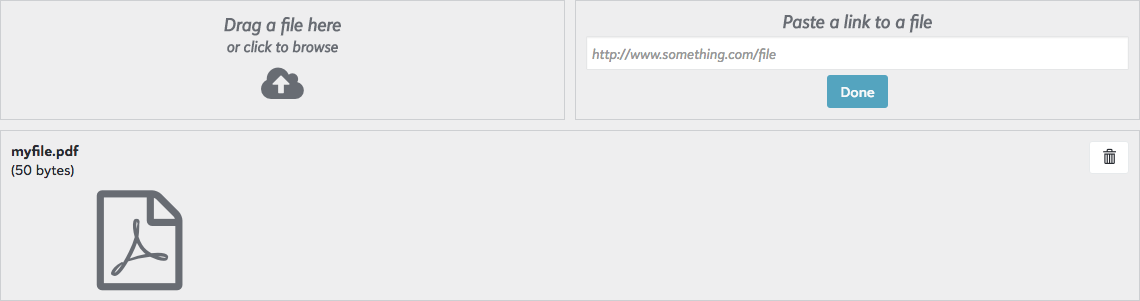 Drag a file here
or click to browse
Paste a link to a file
http://www.something.com/file
Done
myfile.pdf
(50 bytes)